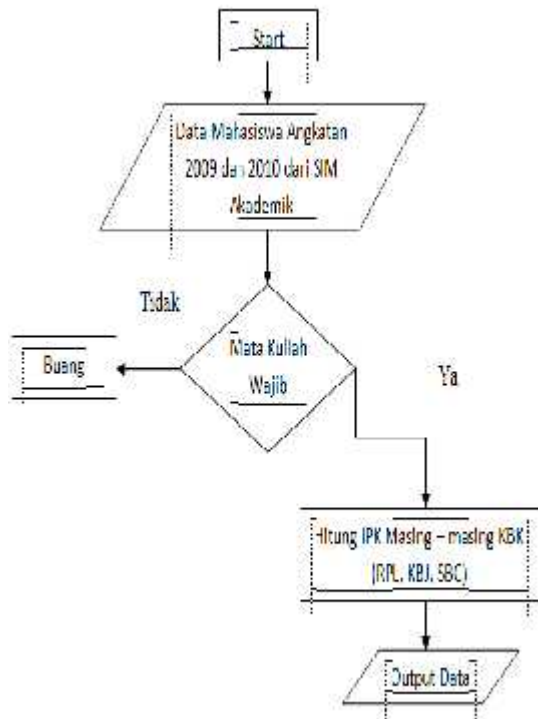 Start
Data Mahasiswa Angkatan
2009 dan 2010 dari SIM
Akademik
Tidak
Mata Kuliah
Wajib
Buang
Ya
Hitung IPK Masing – masing KBK
(RPL, KBJ, SBC)
Output Data